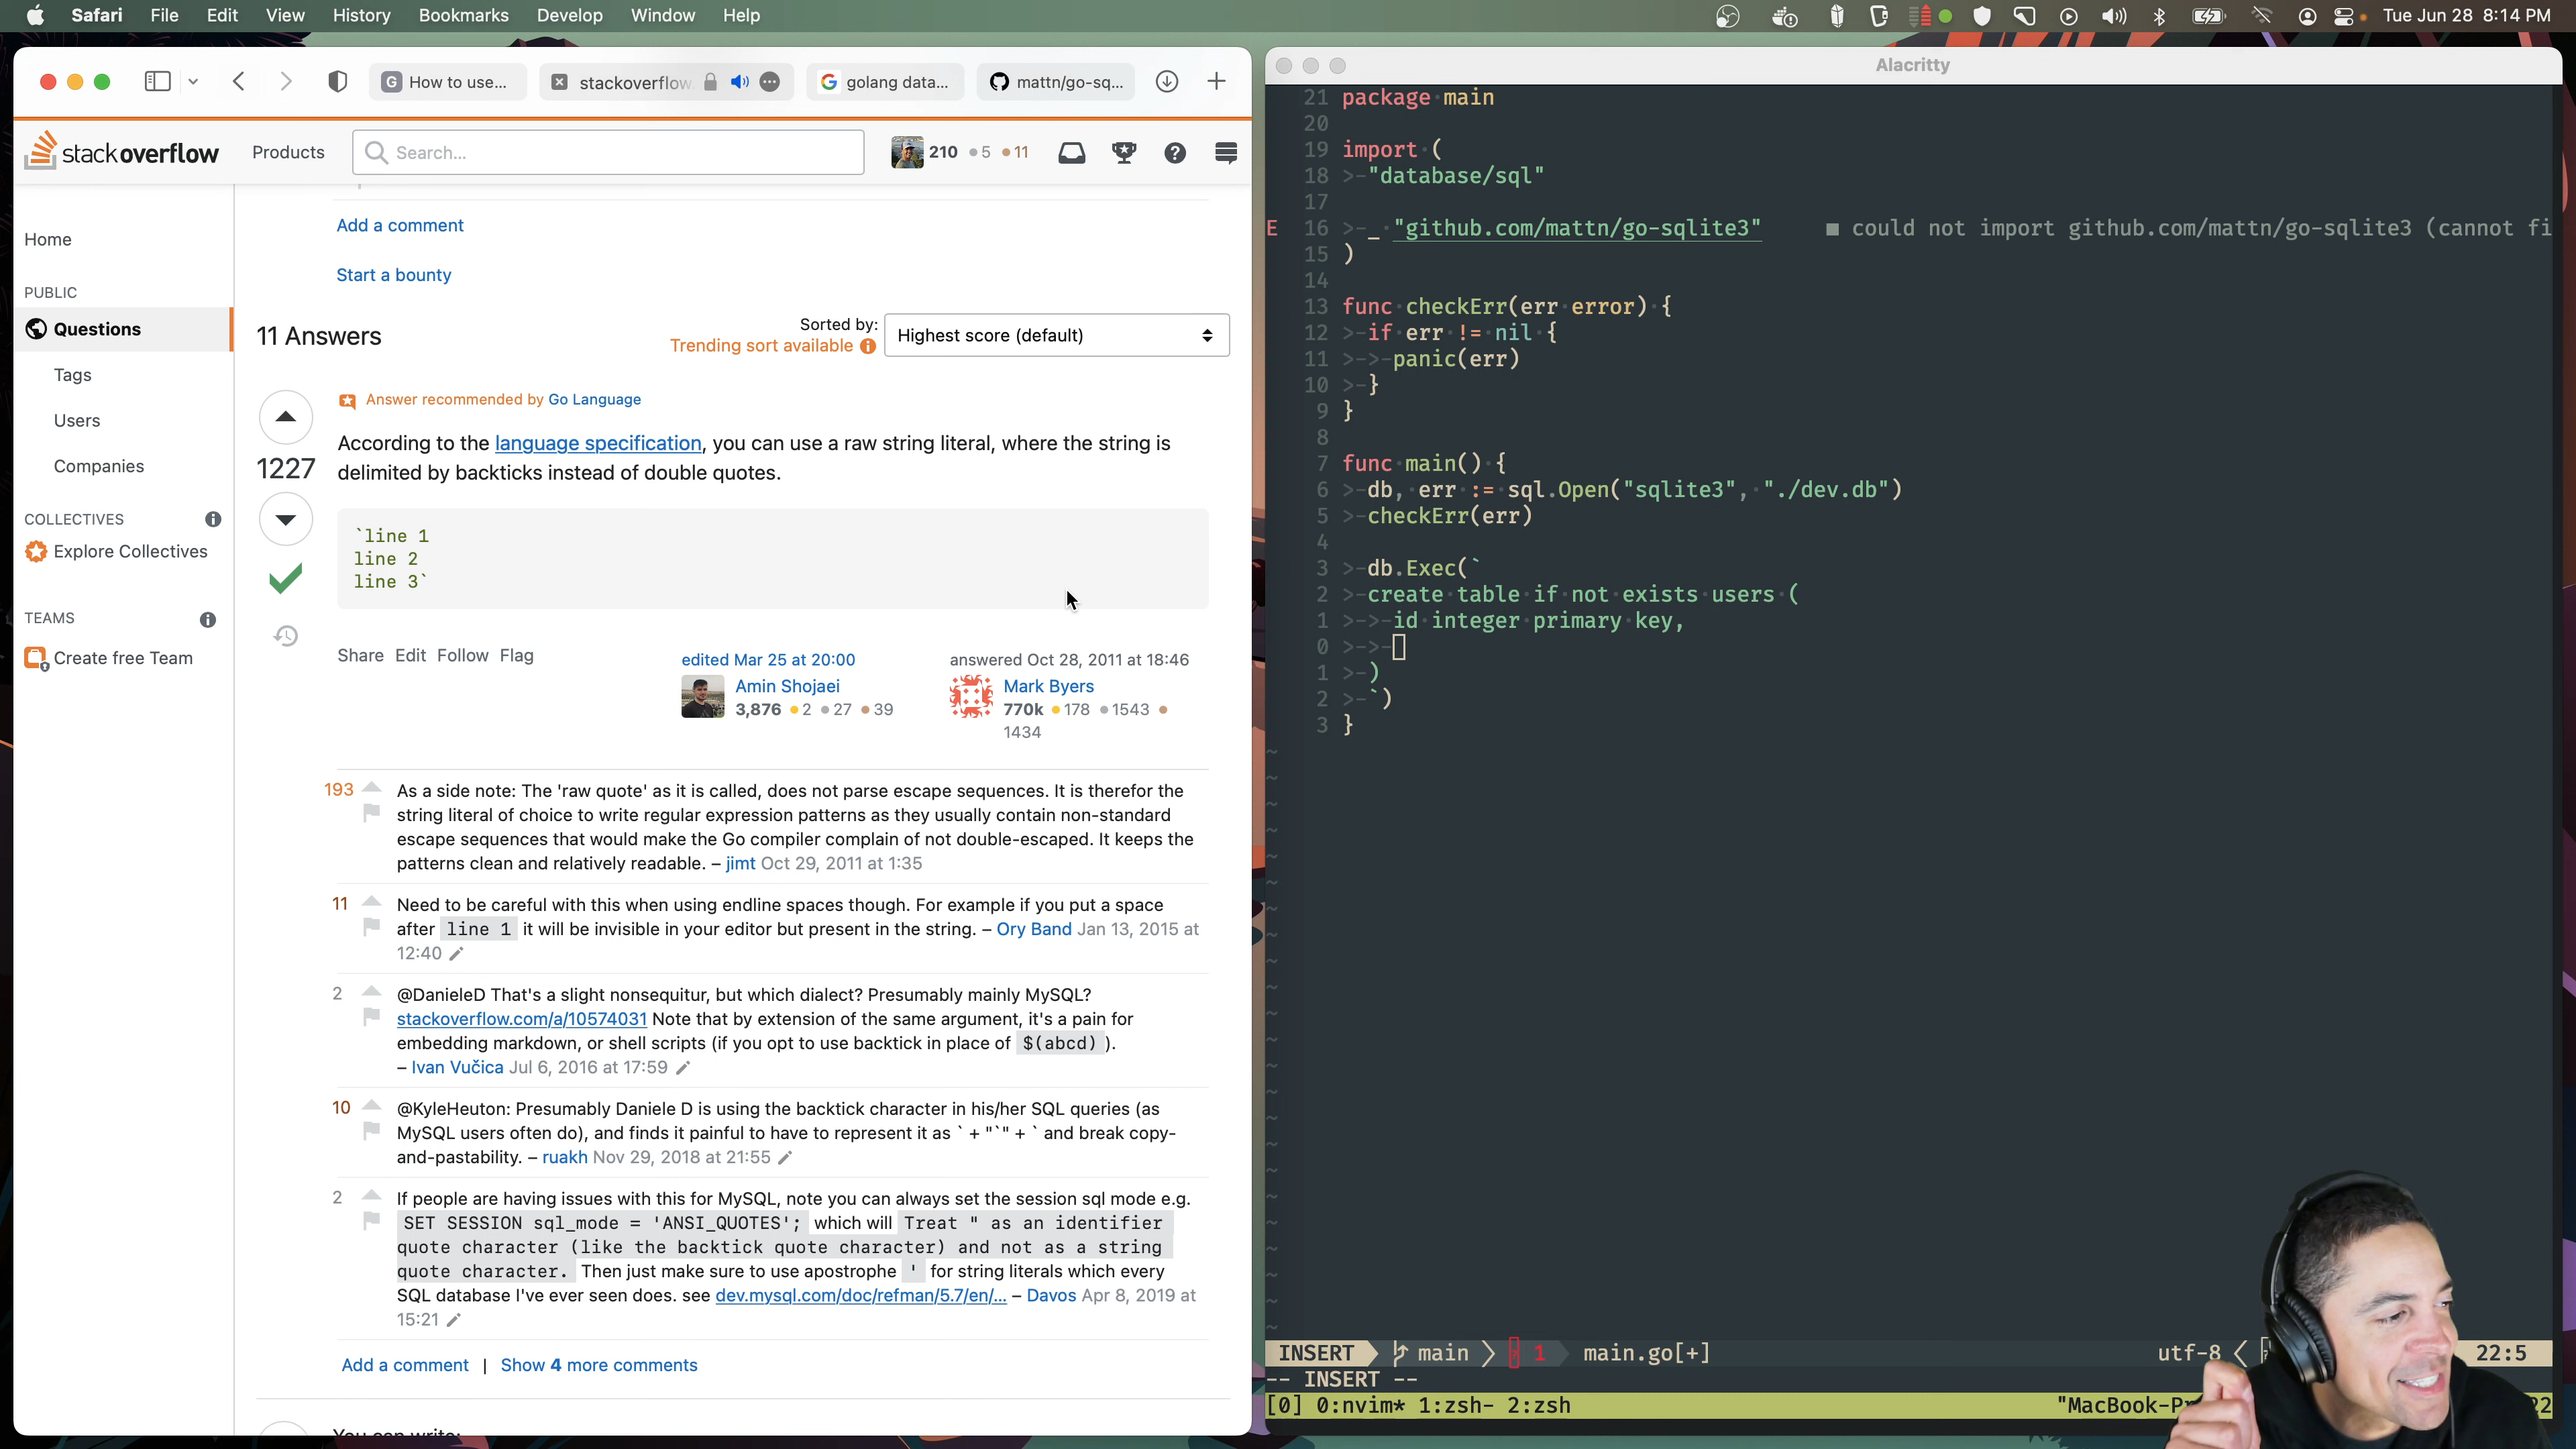 Safari File Edit View History Bookmarks Develop Window Help
Tue Jun 28 8:14 PM
How to use...
stackoverflow.
golang data...
mattn/go-sq...
stackoverflow
Products
Search...
210 5 11
Home
PUBLIC
Questions
Tags
Users
Companies
COLLECTIVES
Explore Collectives
TEAMS
Create free Team
Add a comment
Start a bounty
11 Answers
Sorted by:
Trending sort available
Highest score (default)
Answer recommended by Go Language
1227
According to the language specification, you can use a raw string literal, where the string is
delimited by backticks instead of double quotes.
`line 1
line 2
line 3`
Share Edit Follow Flag
edited Mar 25 at 20:00
Amin Shojaei
3,876 2 27 39
answered Oct 28, 2011 at 18:46
Mark Byers
770k 178 1543
1434
193
As a side note: The 'raw quote' as it is called, does not parse escape sequences. It is therefor the
string literal of choice to write regular expression patterns as they usually contain non-standard
escape sequences that would make the Go compiler complain of not double-escaped. It keeps the
patterns clean and relatively readable. – jimt Oct 29, 2011 at 1:35
11
Need to be careful with this when using endline spaces though. For example if you put a space
after line 1 it will be invisible in your editor but present in the string. – Ory Band Jan 13, 2015 at
12:40
2
@DanieleD That's a slight nonsequitur, but which dialect? Presumably mainly MySQL?
stackoverflow.com/a/10574031 Note that by extension of the same argument, it's a pain for
embedding markdown, or shell scripts (if you opt to use backtick in place of $(abcd) ).
– Ivan Vučica Jul 6, 2016 at 17:59
10
@KyleHeuton: Presumably Daniele D is using the backtick character in his/her SQL queries (as
MySQL users often do), and finds it painful to have to represent it as ` + "`" + ` and break copy-
and-pastability. – ruakh Nov 29, 2018 at 21:55
2
If people are having issues with this for MySQL, note you can always set the session sql mode e.g.
SET SESSION sql_mode = 'ANSI_QUOTES'; which will Treat " as an identifier
quote character (like the backtick quote character) and not as a string
quote character. Then just make sure to use apostrophe ' for string literals which every
SQL database I've ever seen does. see dev.mysql.com/doc/refman/5.7/en/... – Davos Apr 8, 2019 at
15:21
Add a comment | Show 4 more comments
You can write:
Alacritty
21 package main
20
19 import (
18 >-"database/sql"
17
E 16 >-_ "github.com/mattn/go-sqlite3" ■ could not import github.com/mattn/go-sqlite3 (cannot fi
15 )
14
13 func checkErr(err error) {
12 >-if err != nil {
11 >->-panic(err)
10 >-}
9 }
8
7 func main() {
6 >-db, err := sql.Open("sqlite3", "./dev.db")
5 >-checkErr(err)
4
3 >-db.Exec(`
2 >-create table if not exists users (
1 >->-id integer primary key,
0 >->-
1 >-)
2 >-`)
3 }
INSERT main 1 main.go[+] utf-8 22:5
-- INSERT --
[0] 0:nvim* 1:zsh- 2:zsh "MacBook-Pr